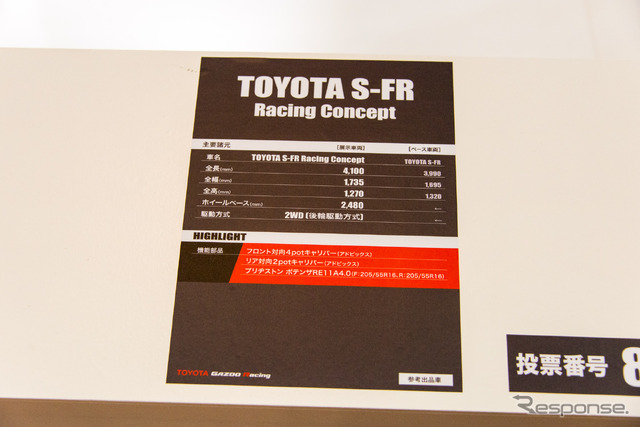 TOYOTA S-FR
Racing Concept
主要諸元 [展示車両] [ベース車両]
車名 TOYOTA S-FR Racing Concept TOYOTA S-FR
全長(mm) 4,100 3,990
全幅(mm) 1,735 1,695
全高(mm) 1,270 1,320
ホイールベース(mm) 2,480 ←
駆動方式 2WD [後輪駆動方式] ←
HIGHLIGHT
機能部品 フロント対向4potキャリパー(アドビックス)
リア対向2potキャリパー(アドビックス)
ブリヂストン ポテンザRE11A4.0(F:205/55R16、R:205/55R16)
TOYOTA GAZOO Racing
参考出品車
投票番号 8
Response.